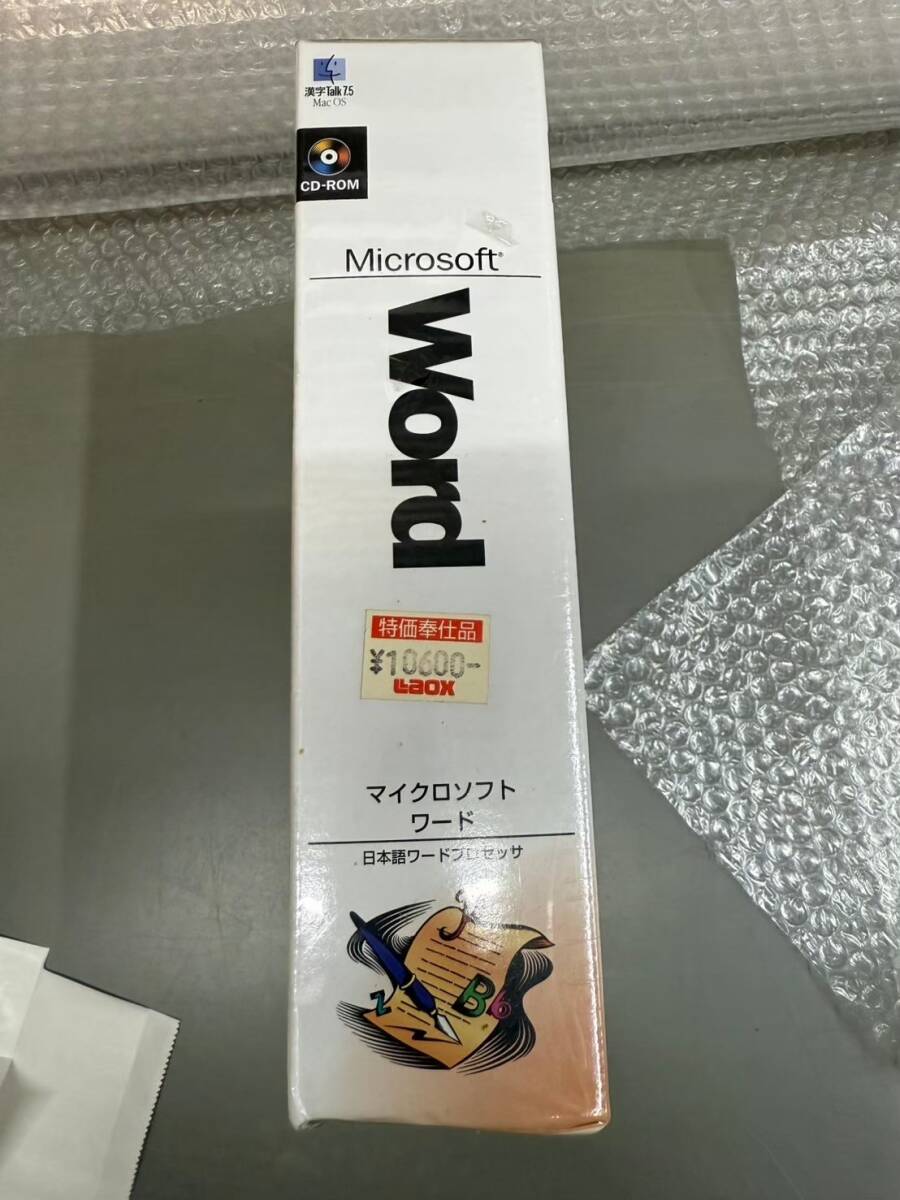 漢字Talk 7.5
Mac OS
CD-ROM
Microsoft®
Word
特価奉仕品
¥10600-
Laox
マイクロソフト
ワード
日本語ワードプロセッサ
z
B
b